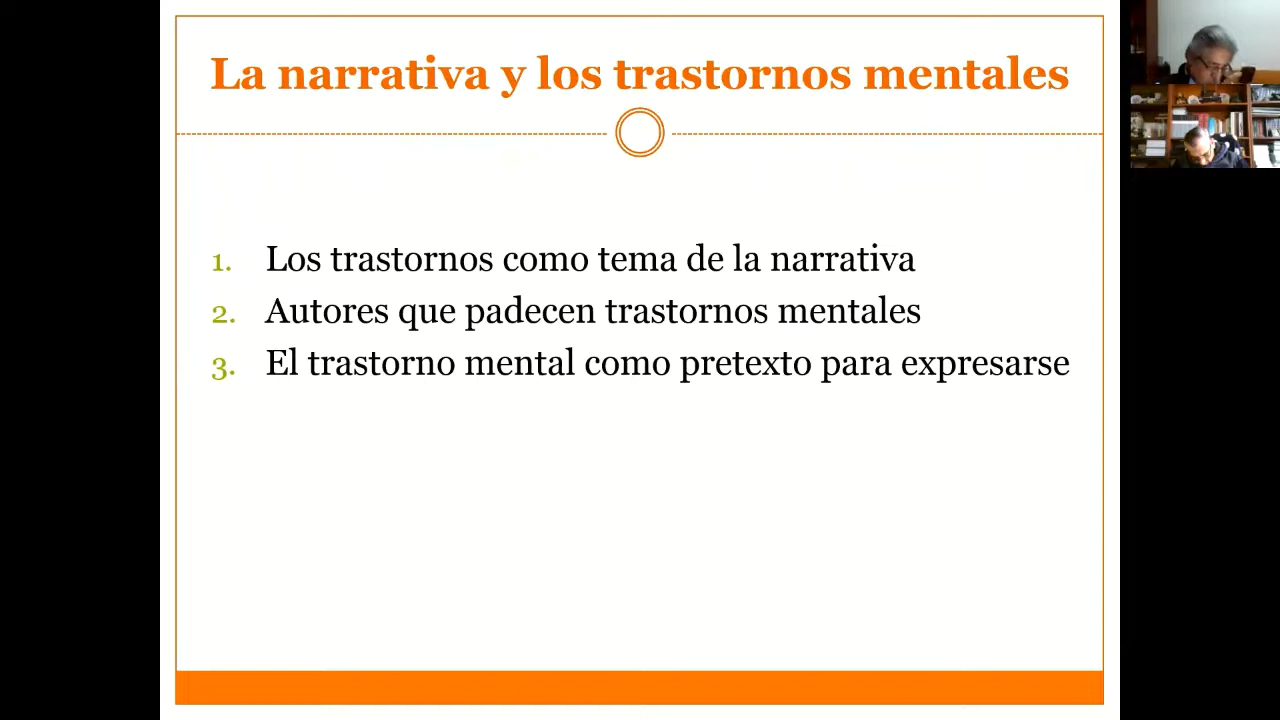 La narrativa y los trastornos mentales
1. Los trastornos como tema de la narrativa
2. Autores que padecen trastornos mentales
3. El trastorno mental como pretexto para expresarse